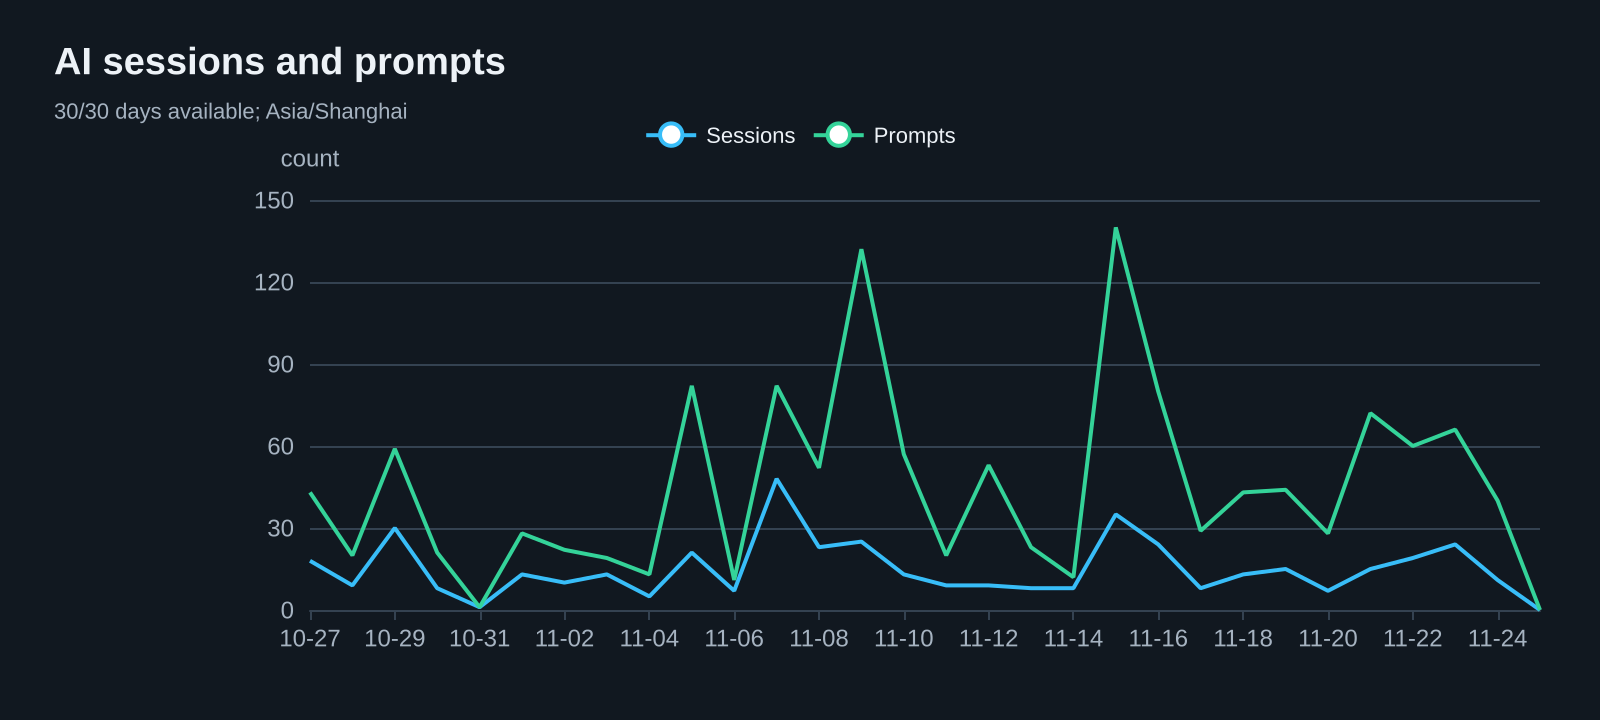 AI sessions and prompts
30/30 days available; Asia/Shanghai
Sessions Prompts
count
150
120
90
60
30
0
10-27 10-29 10-31 11-02 11-04 11-06 11-08 11-10 11-12 11-14 11-16 11-18 11-20 11-22 11-24